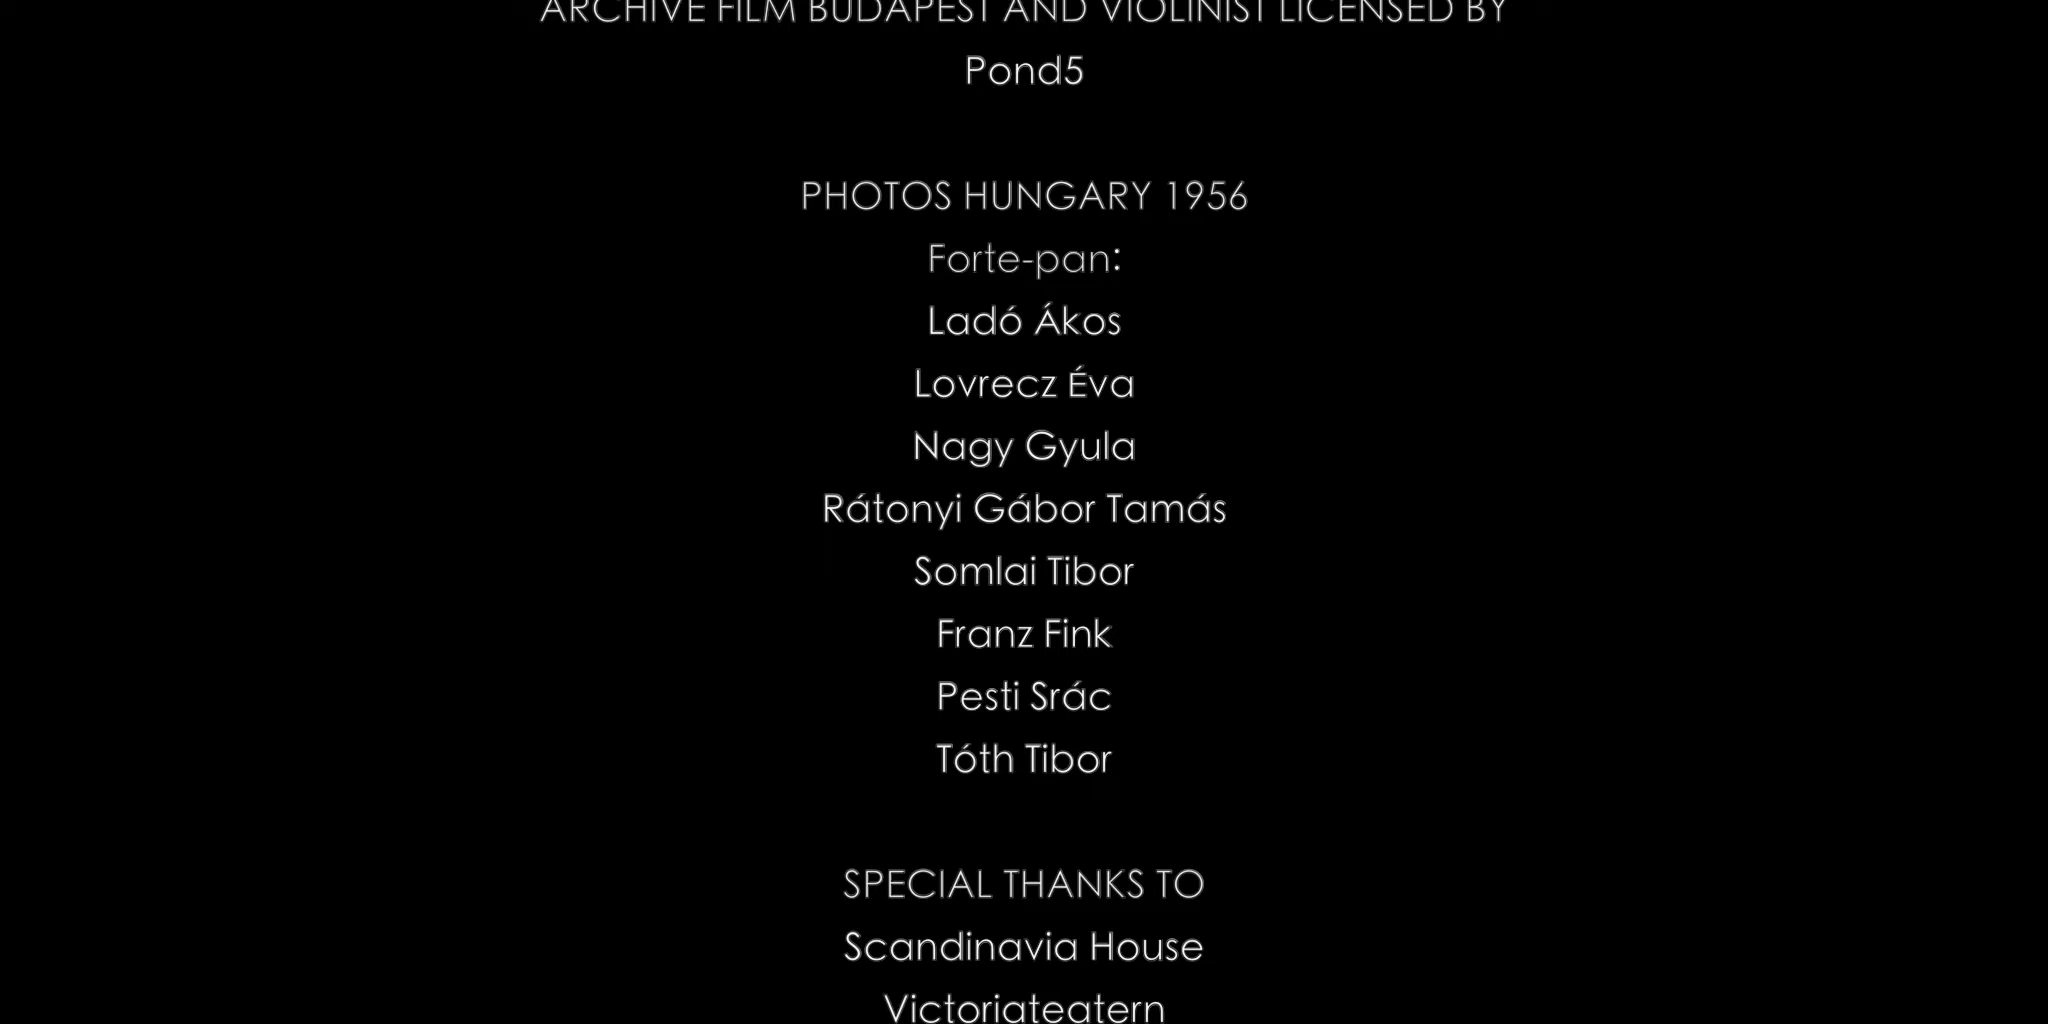 ARCHIVE FILM BUDAPEST AND VIOLINIST LICENSED BY
Pond5
PHOTOS HUNGARY 1956
Forte-pan:
Ladó Ákos
Lovrecz Éva
Nagy Gyula
Rátonyi Gábor Tamás
Somlai Tibor
Franz Fink
Pesti Srác
Tóth Tibor
SPECIAL THANKS TO
Scandinavia House
Victoriateatern